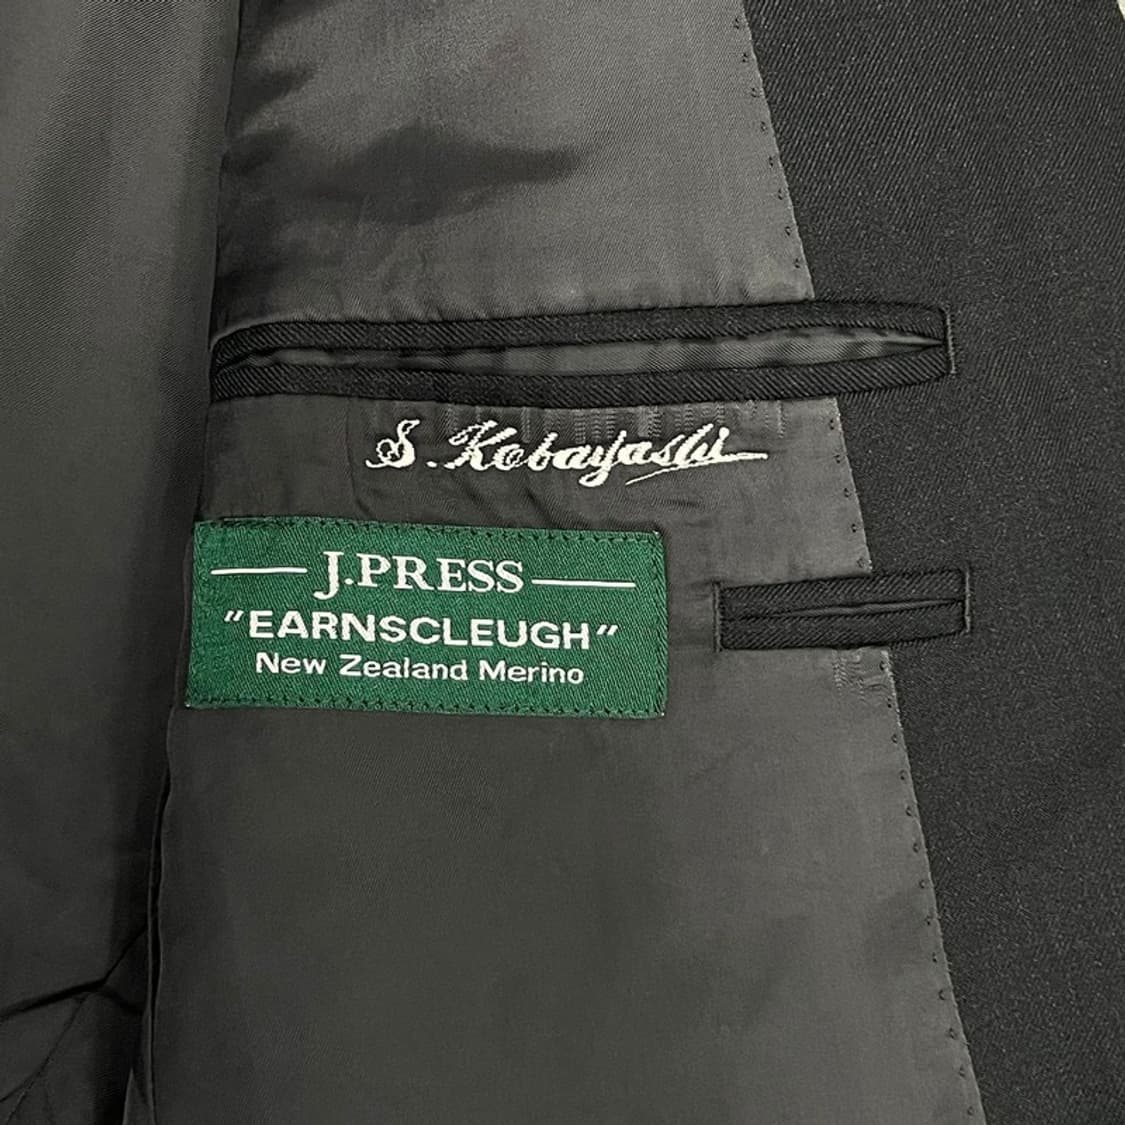 S. Kobayashi
J.PRESS
"EARNSCLEUGH"
New Zealand Merino